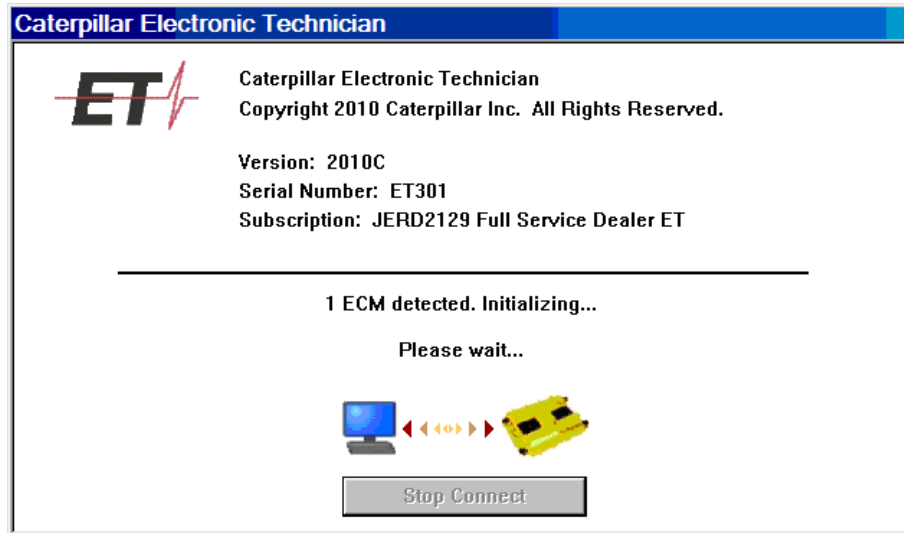 Caterpillar Electronic Technician
ET
Caterpillar Electronic Technician
Copyright 2010 Caterpillar Inc. All Rights Reserved.
Version: 2010C
Serial Number: ET301
Subscription: JERD2129 Full Service Dealer ET
1 ECM detected. Initializing...
Please wait...
Stop Connect